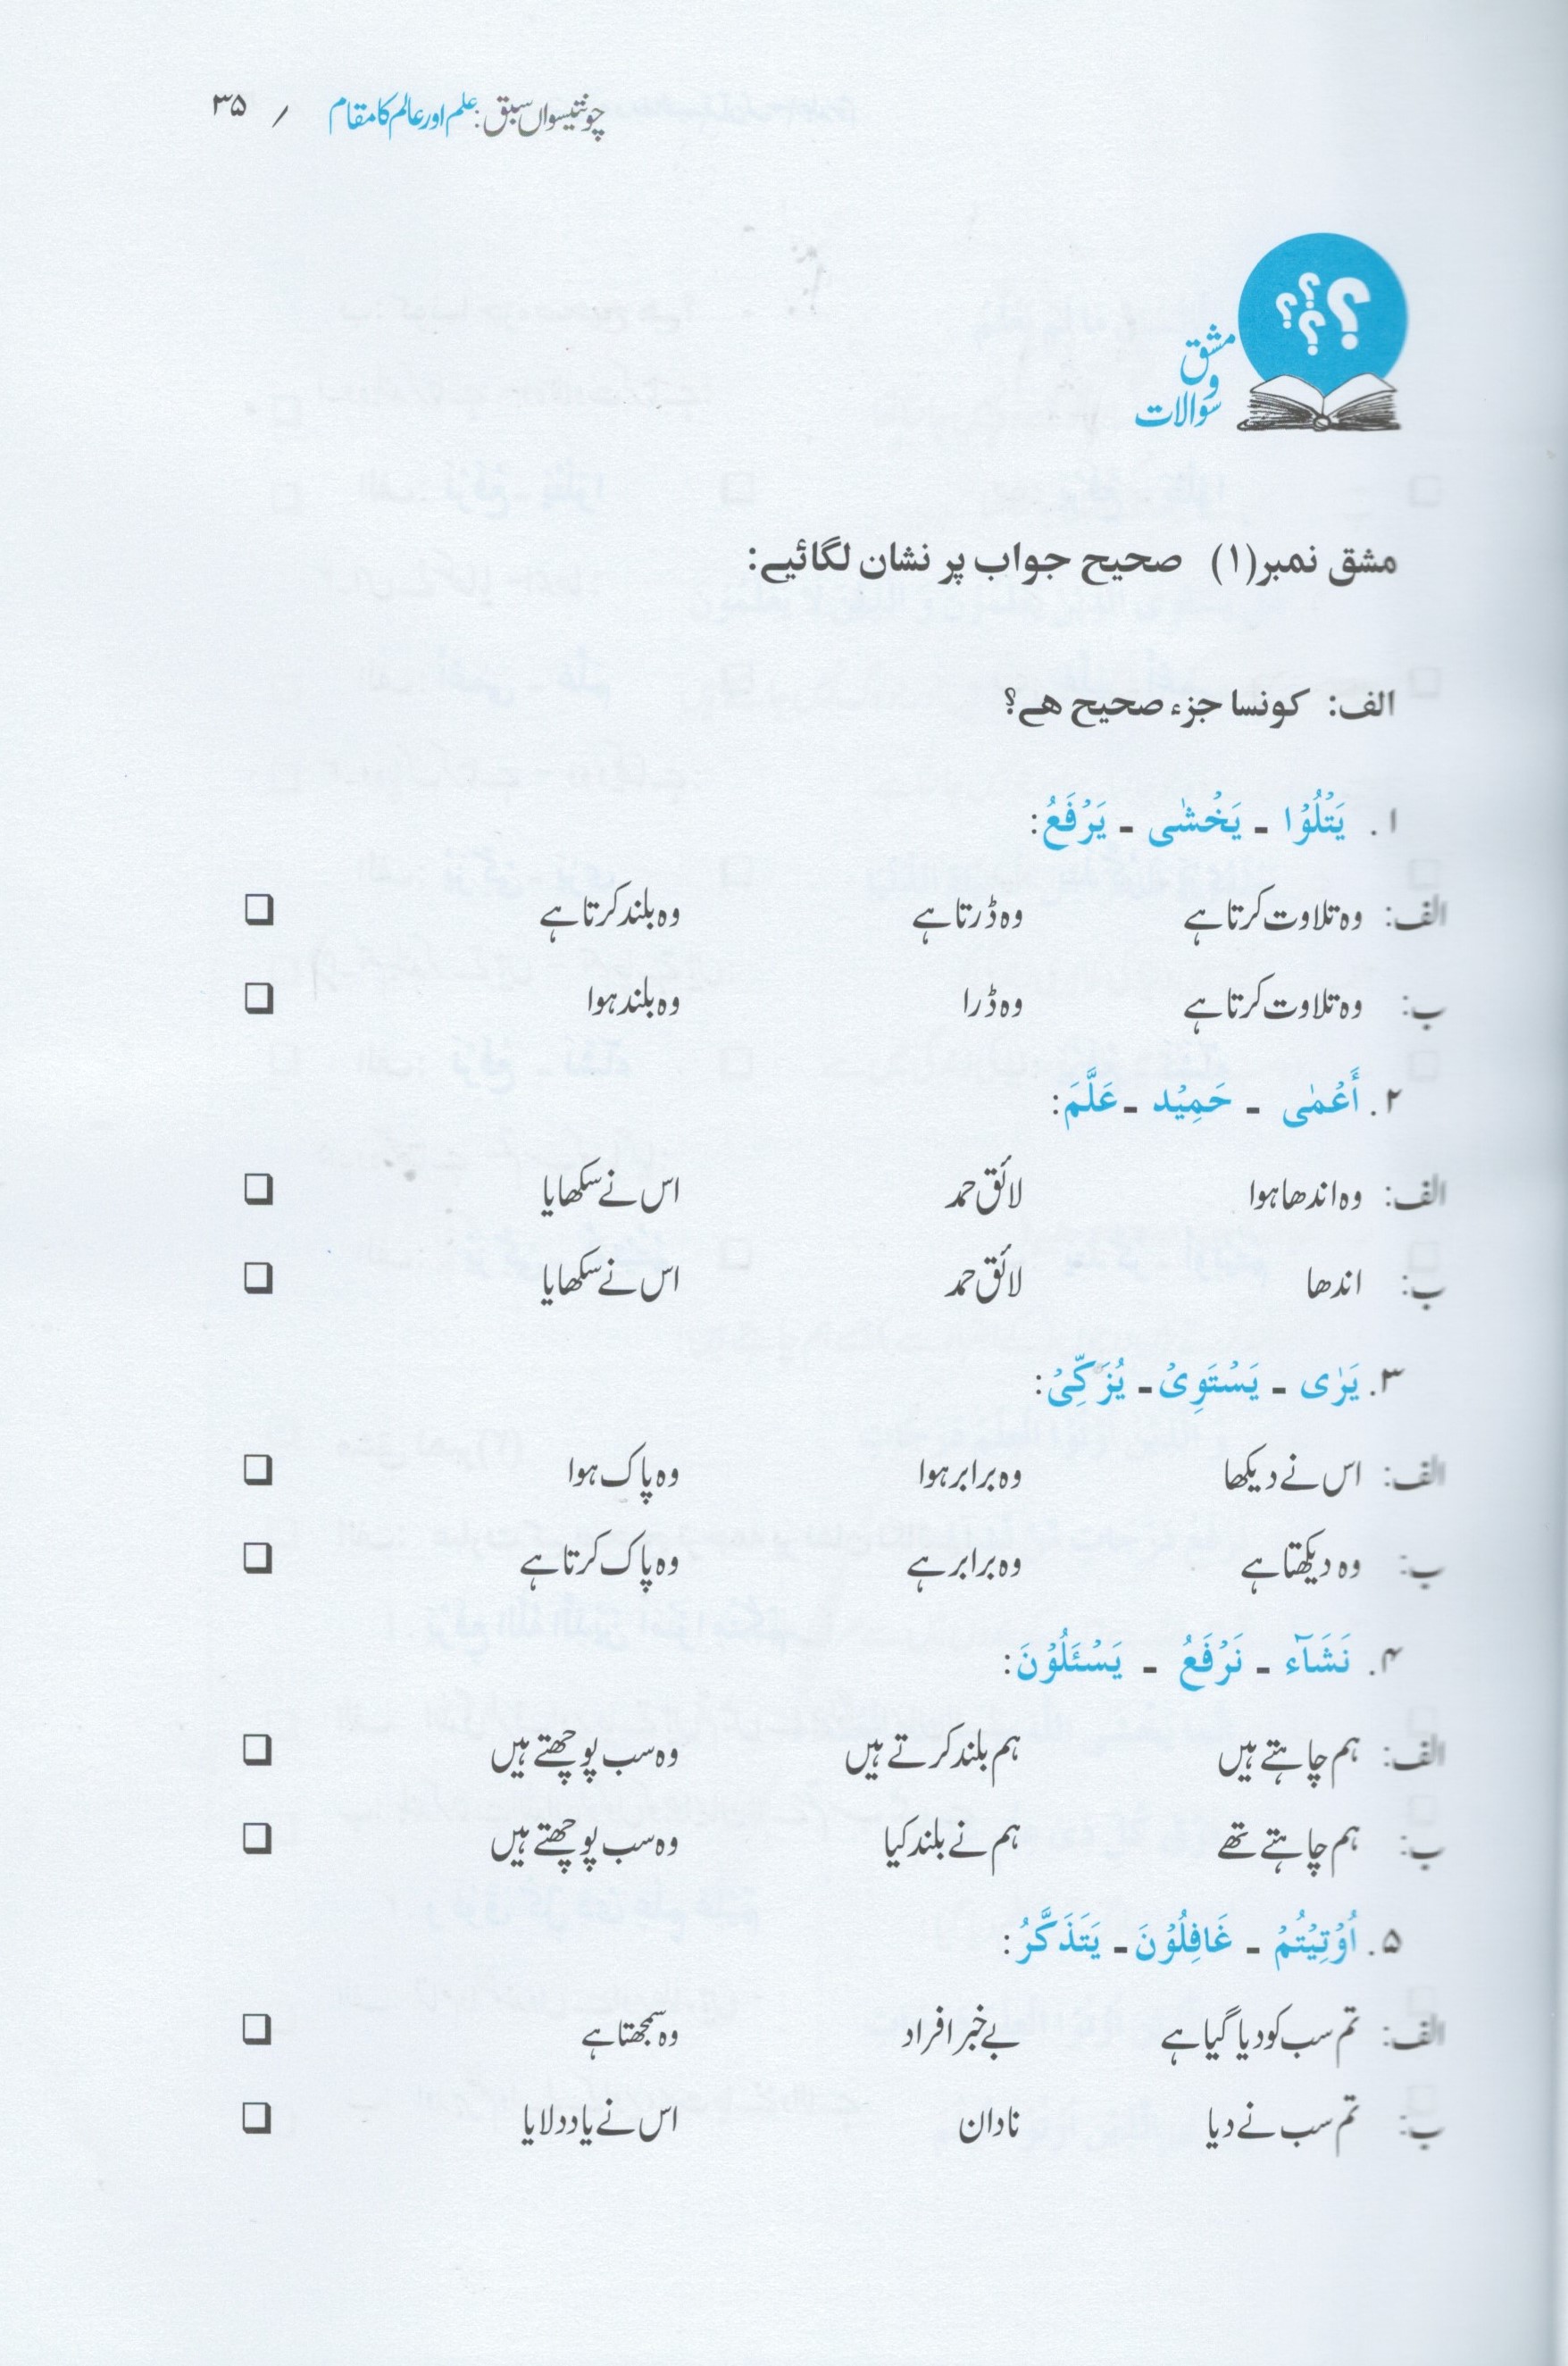 چونتیسواں سبق: علم اور عالم کا مقام / ۳۵
؟؟؟؟
مشق
و
سوالات
مشق نمبر(۱) صحیح جواب پر نشان لگائیے:
الف: کونسا جزء صحیح ھے؟
۱. یَتْلُوْا ـ یَخْشٰی ـ یَرْفَعُ:
الف: وہ تلاوت کرتا ہے وہ ڈرتا ہے وہ بلند کرتا ہے ❑
ب: وہ تلاوت کرتا ہے وہ ڈرا وہ بلند ہوا ❑
۲. أَعْمٰی ـ حَمِیْد ـ عَلَّمَ:
الف: وہ اندھا ہوا لائق حمد اس نے سکھایا ❑
ب: اندھا لائق حمد اس نے سکھایا ❑
۳. یَرٰی ـ یَسْتَوِیْ ـ یُزَکِّیْ:
الف: اس نے دیکھا وہ برابر ہوا وہ پاک ہوا ❑
ب: وہ دیکھتا ہے وہ برابر ہے وہ پاک کرتا ہے ❑
۴. نَشَآء ـ نَرْفَعُ ـ یَسْئَلُوْنَ:
الف: ہم چاہتے ہیں ہم بلند کرتے ہیں وہ سب پوچھتے ہیں ❑
ب: ہم چاہتے تھے ہم نے بلند کیا وہ سب پوچھتے ہیں ❑
۵. اُوْتِیْتُمْ ـ غَافِلُوْنَ ـ یَتَذَکَّرُ:
الف: تم سب کو دیا گیا ہے بے خبر افراد وہ سمجھتا ہے ❑
ب: تم سب نے دیا نادان اس نے یاد دلایا ❑